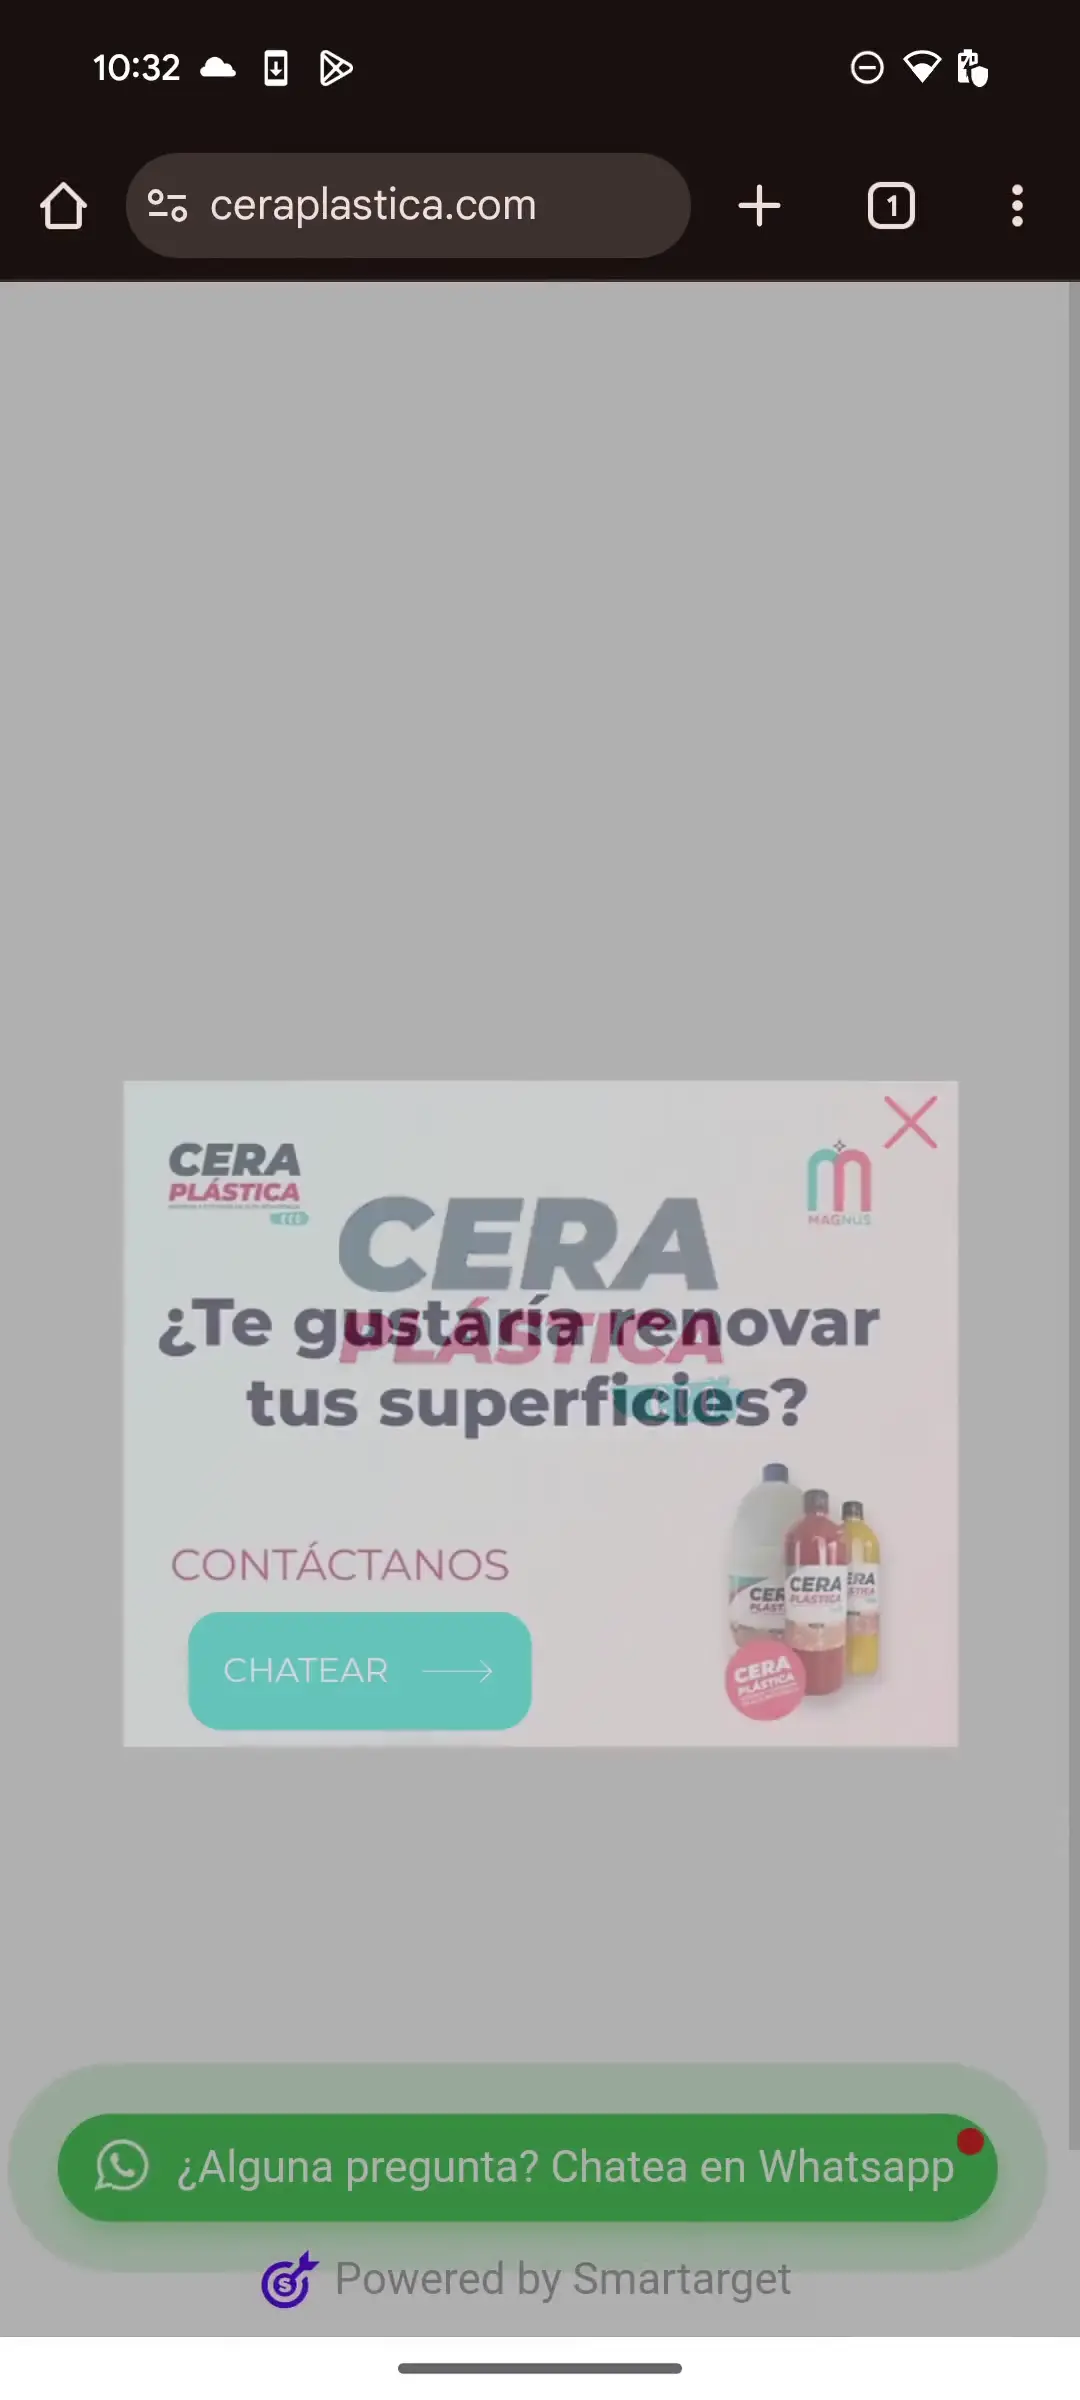 10:32
ceraplastica.com
1
CERA
PLÁSTICA
MAGNUS
CERA
PLÁSTICA
¿Te gustaría renovar
tus superficies?
CONTÁCTANOS
CHATEAR
CERA
PLÁSTICA
CERA
PLÁSTICA
¿Alguna pregunta? Chatea en Whatsapp
Powered by Smartarget